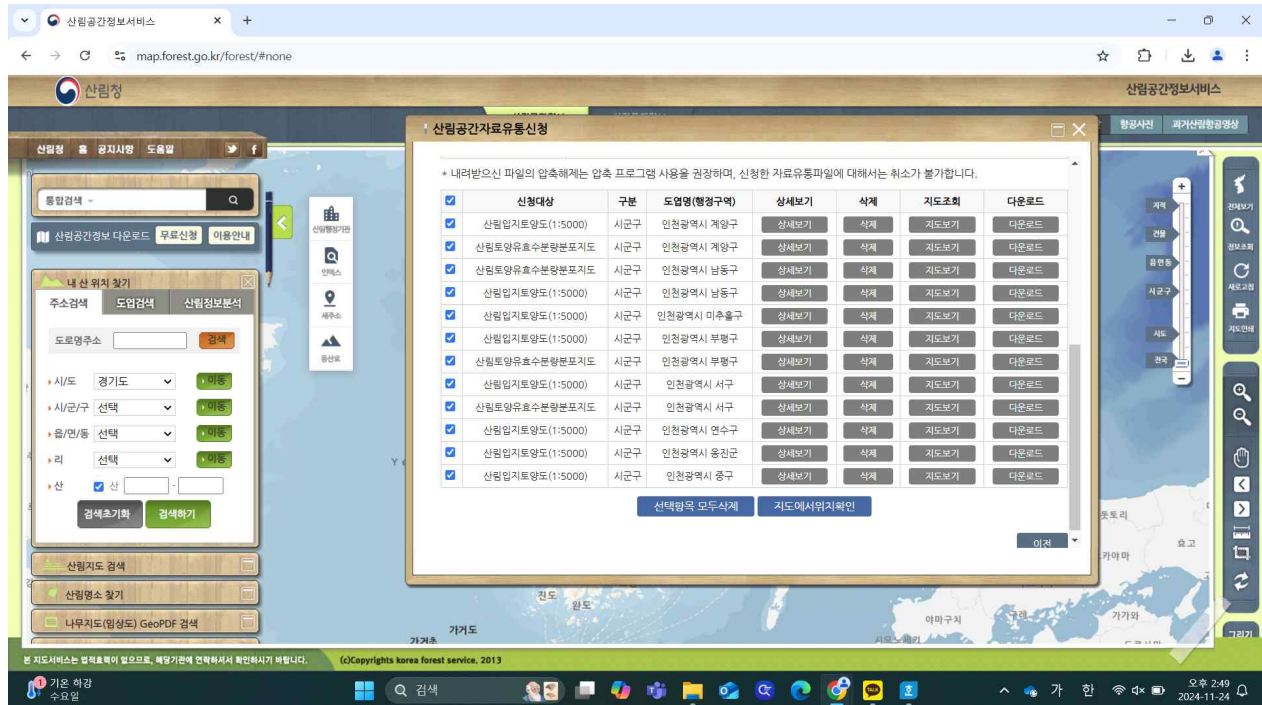 산림공간정보서비스
map.forest.go.kr/forest/#none
산림청
산림공간정보서비스
항공사진 과거산림항공영상
산림청 홈 공지사항 도움말
통합검색
산림공간정보 다운로드 무료신청 이용안내
내 산 위치 찾기
주소검색 도엽검색 산림정보분석
도로명주소 검색
시/도 경기도 이동
시/군/구 선택 이동
읍/면/동 선택 이동
리 선택 이동
산 산 -
검색초기화 검색하기
산림지도 검색
산림명소 찾기
나무지도(임상도) GeoPDF 검색
산림행정기관
인덱스
새주소
등산로
산림공간자료유통신청
* 내려받으신 파일의 압축해제는 압축 프로그램 사용을 권장하며, 신청한 자료유통파일에 대해서는 취소가 불가합니다.
신청대상 구분 도엽명(행정구역) 상세보기 삭제 지도조회 다운로드
산림입지토양도(1:5000) 시군구 인천광역시 계양구 상세보기 삭제 지도보기 다운로드
산림토양유효수분량분포지도 시군구 인천광역시 계양구 상세보기 삭제 지도보기 다운로드
산림토양유효수분량분포지도 시군구 인천광역시 남동구 상세보기 삭제 지도보기 다운로드
산림입지토양도(1:5000) 시군구 인천광역시 남동구 상세보기 삭제 지도보기 다운로드
산림입지토양도(1:5000) 시군구 인천광역시 미추홀구 상세보기 삭제 지도보기 다운로드
산림입지토양도(1:5000) 시군구 인천광역시 부평구 상세보기 삭제 지도보기 다운로드
산림토양유효수분량분포지도 시군구 인천광역시 부평구 상세보기 삭제 지도보기 다운로드
산림입지토양도(1:5000) 시군구 인천광역시 서구 상세보기 삭제 지도보기 다운로드
산림토양유효수분량분포지도 시군구 인천광역시 서구 상세보기 삭제 지도보기 다운로드
산림입지토양도(1:5000) 시군구 인천광역시 연수구 상세보기 삭제 지도보기 다운로드
산림입지토양도(1:5000) 시군구 인천광역시 옹진군 상세보기 삭제 지도보기 다운로드
산림입지토양도(1:5000) 시군구 인천광역시 중구 상세보기 삭제 지도보기 다운로드
선택항목 모두삭제 지도에서위치확인
이전
지적
건물
읍면동
시군구
시도
전국
전체보기
정보조회
새로고침
지도인쇄
그리기
돗토리
효고
진도
완도
가거도
야마구치
가가와
본 지도서비스는 법적효력이 없으므로, 해당기관에 연락하셔서 확인하시기 바랍니다. (c)Copyrights korea forest service, 2013
1
기온 하강
수요일
검색
가 한
오후 2:49
2024-11-24